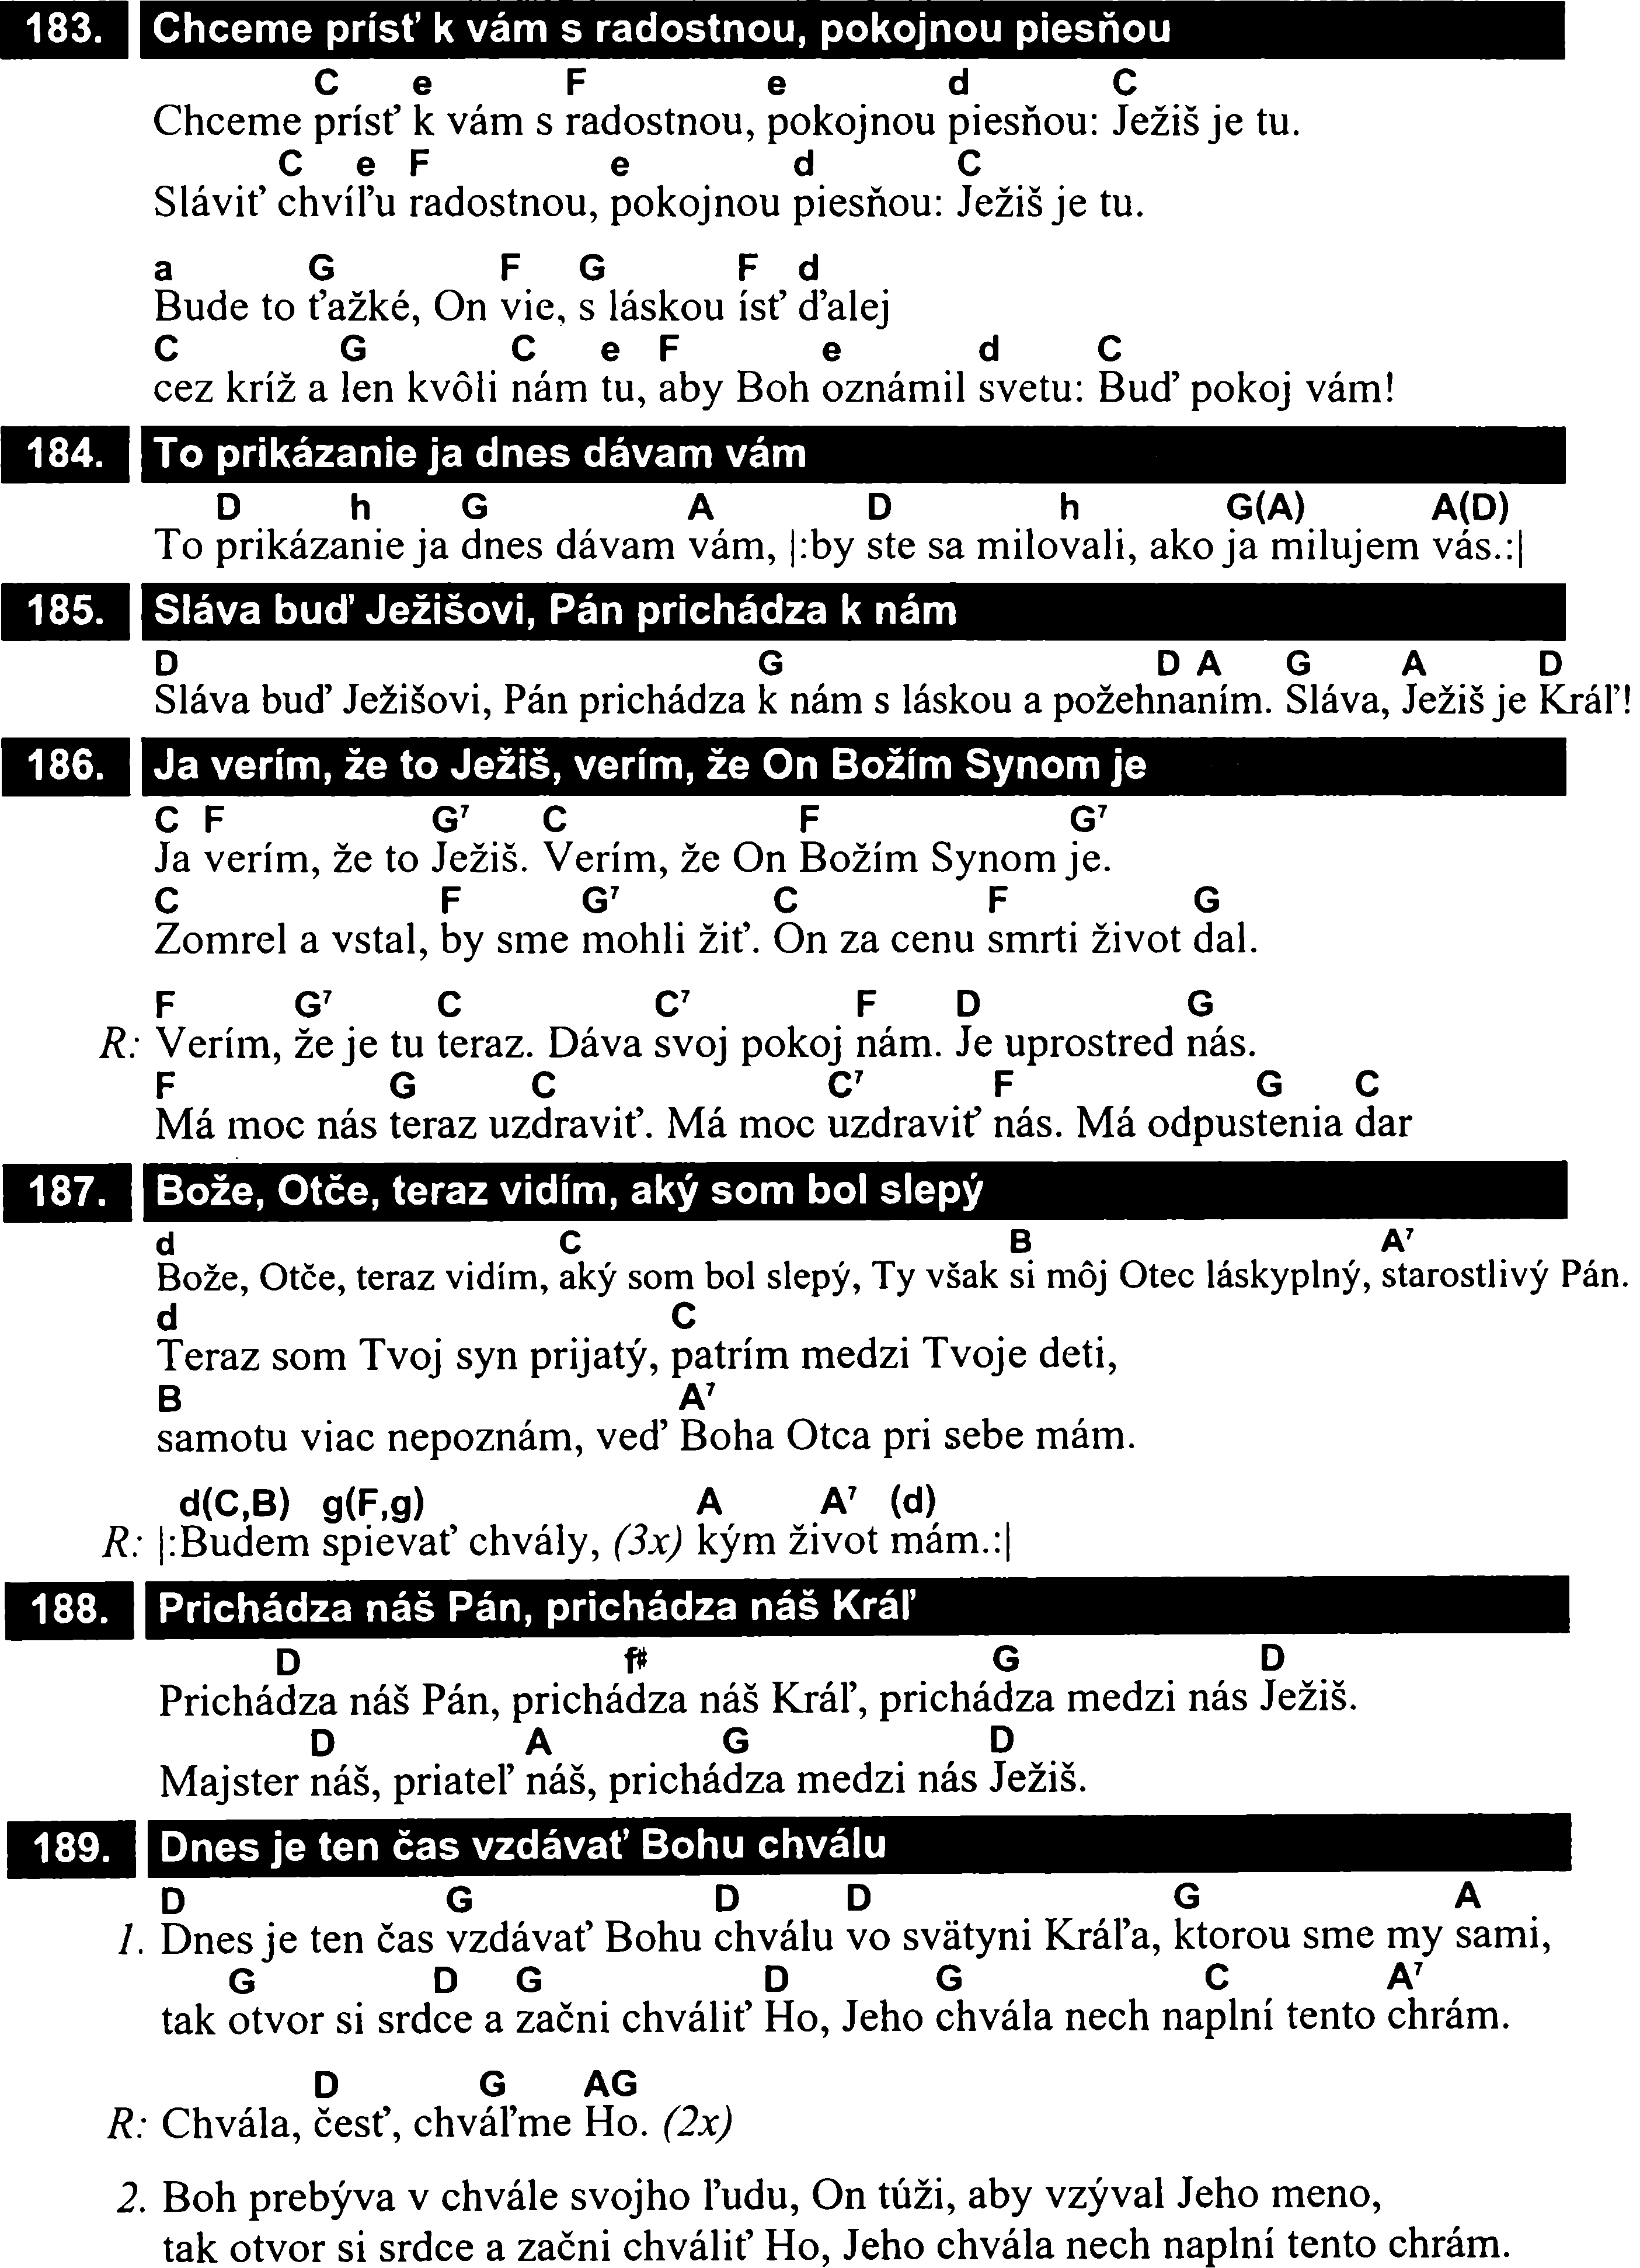 183. Chceme prísť k vám s radostnou, pokojnou piesňou
C e F e d C
Chceme prísť k vám s radostnou, pokojnou piesňou: Ježiš je tu.
C e F e d C
Sláviť chvíľu radostnou, pokojnou piesňou: Ježiš je tu.
a G F G F d
Bude to ťažké, On vie, s láskou ísť ďalej
C G C e F e d C
cez kríž a len kvôli nám tu, aby Boh oznámil svetu: Buď pokoj vám!
184. To prikázanie ja dnes dávam vám
D h G A D h G(A) A(D)
To prikázanie ja dnes dávam vám, |:by ste sa milovali, ako ja milujem vás.:|
185. Sláva buď Ježišovi, Pán prichádza k nám
D G D A G A D
Sláva buď Ježišovi, Pán prichádza k nám s láskou a požehnaním. Sláva, Ježiš je Kráľ!
186. Ja verím, že to Ježiš, verím, že On Božím Synom je
C F G⁷ C F G⁷
Ja verím, že to Ježiš. Verím, že On Božím Synom je.
C F G⁷ C F G
Zomrel a vstal, by sme mohli žiť. On za cenu smrti život dal.
F G⁷ C C⁷ F D G
R: Verím, že je tu teraz. Dáva svoj pokoj nám. Je uprostred nás.
F G C C⁷ F G C
Má moc nás teraz uzdraviť. Má moc uzdraviť nás. Má odpustenia dar
187. Bože, Otče, teraz vidím, aký som bol slepý
d C B A⁷
Bože, Otče, teraz vidím, aký som bol slepý, Ty však si môj Otec láskyplný, starostlivý Pán.
d C
Teraz som Tvoj syn prijatý, patrím medzi Tvoje deti,
B A⁷
samotu viac nepoznám, veď Boha Otca pri sebe mám.
d(C,B) g(F,g) A A⁷ (d)
R: |:Budem spievať chvály, (3x) kým život mám.:|
188. Prichádza náš Pán, prichádza náš Kráľ
D f# G D
Prichádza náš Pán, prichádza náš Kráľ, prichádza medzi nás Ježiš.
D A G D
Majster náš, priateľ náš, prichádza medzi nás Ježiš.
189. Dnes je ten čas vzdávať Bohu chválu
D G D D G A
1. Dnes je ten čas vzdávať Bohu chválu vo svätyni Kráľa, ktorou sme my sami,
G D G D G C A⁷
tak otvor si srdce a začni chváliť Ho, Jeho chvála nech naplní tento chrám.
D G AG
R: Chvála, česť, chváľme Ho. (2x)
2. Boh prebýva v chvále svojho ľudu, On túži, aby vzýval Jeho meno,
tak otvor si srdce a začni chváliť Ho, Jeho chvála nech naplní tento chrám.